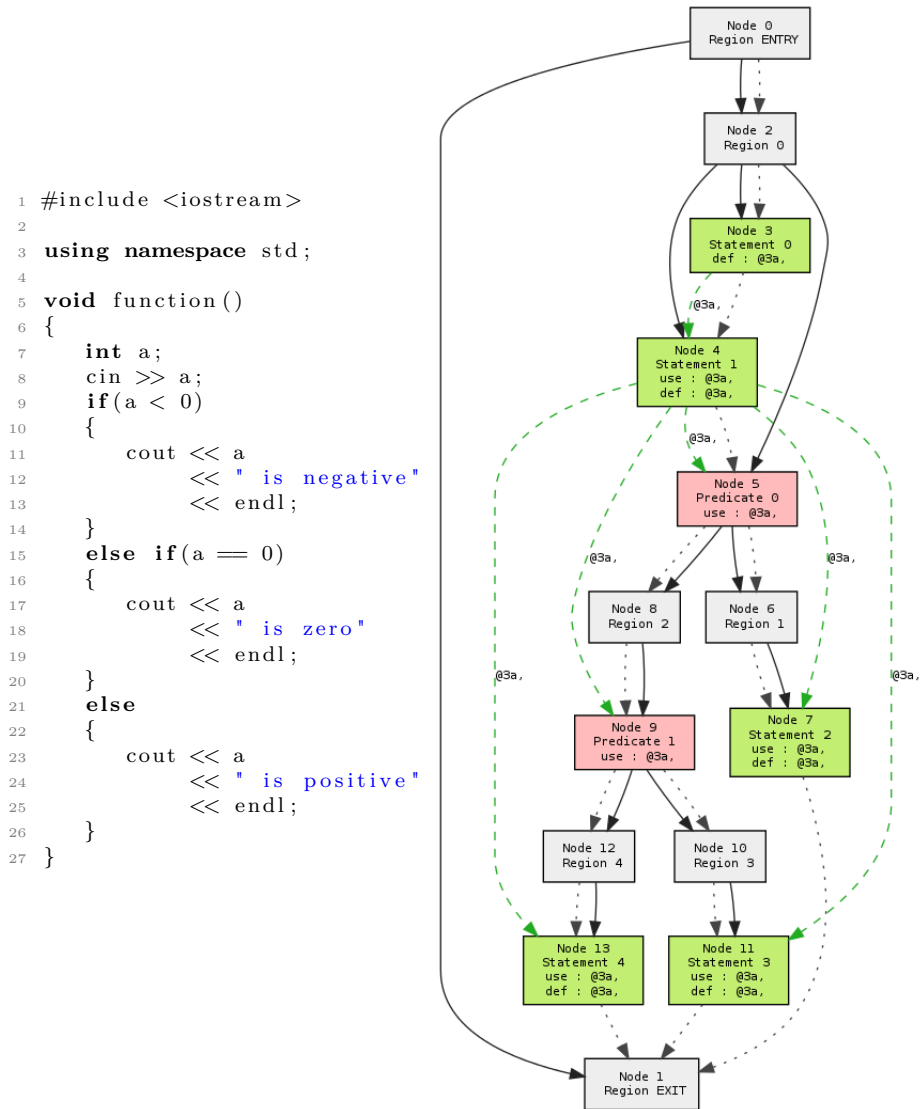 1 #include <iostream>
2
3 using namespace std;
4
5 void function()
6 {
7 int a;
8 cin >> a;
9 if(a < 0)
10 {
11 cout << a
12 << " is negative"
13 << endl;
14 }
15 else if(a == 0)
16 {
17 cout << a
18 << " is zero"
19 << endl;
20 }
21 else
22 {
23 cout << a
24 << " is positive"
25 << endl;
26 }
27 }
Node 0
Region ENTRY
Node 2
Region 0
Node 3
Statement 0
def : @3a,
@3a,
Node 4
Statement 1
use : @3a,
def : @3a,
@3a,
Node 5
Predicate 0
use : @3a,
@3a,
@3a,
Node 8
Region 2
Node 6
Region 1
@3a,
@3a,
Node 9
Predicate 1
use : @3a,
Node 7
Statement 2
use : @3a,
def : @3a,
Node 12
Region 4
Node 10
Region 3
Node 13
Statement 4
use : @3a,
def : @3a,
Node 11
Statement 3
use : @3a,
def : @3a,
Node 1
Region EXIT